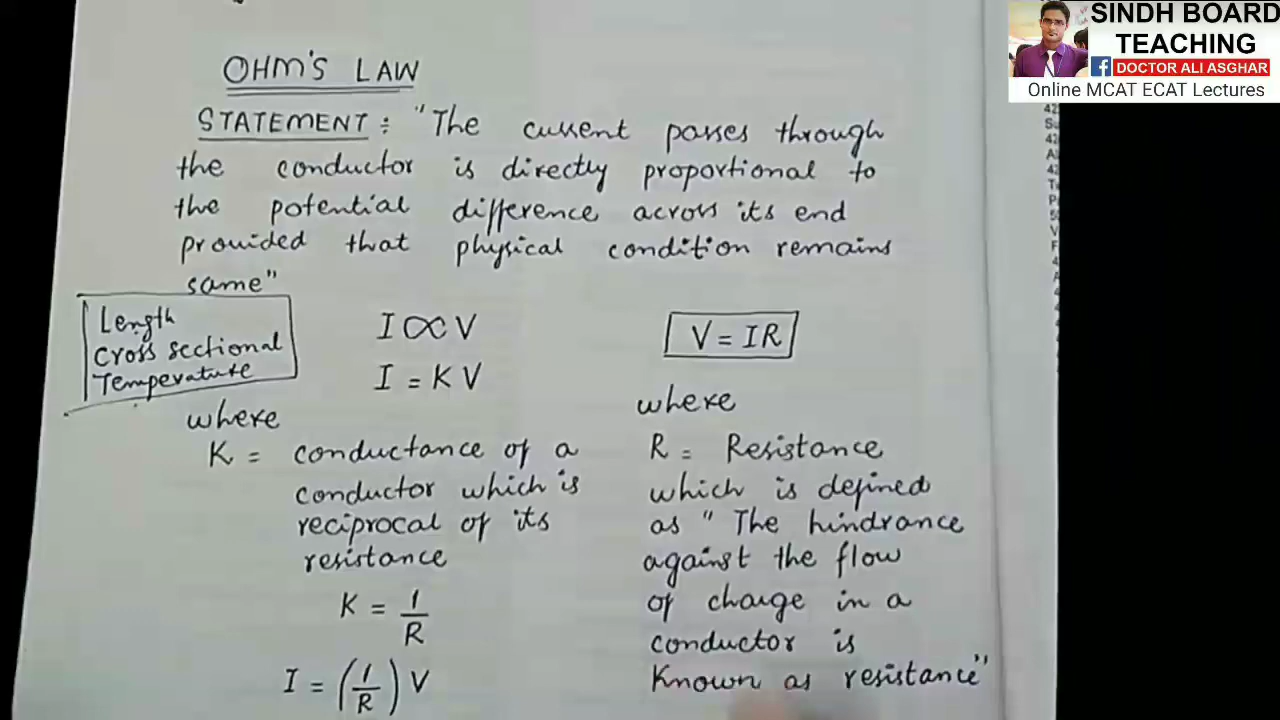 SINDH BOARD
TEACHING
DOCTOR ALI ASGHAR
Online MCAT ECAT Lectures
OHM'S LAW
STATEMENT : "The current passes through
the conductor is directly proportional to
the potential difference across its end
provided that physical condition remains
same"
Length
Cross sectional
Temperature
I ∝ V
I = K V
where
K = conductance of a
conductor which is
reciprocal of its
resistance
K = 1/R
I = (1/R) V
V = IR
where
R = Resistance
which is defined
as "The hindrance
against the flow
of charge in a
conductor is
Known as resistance"